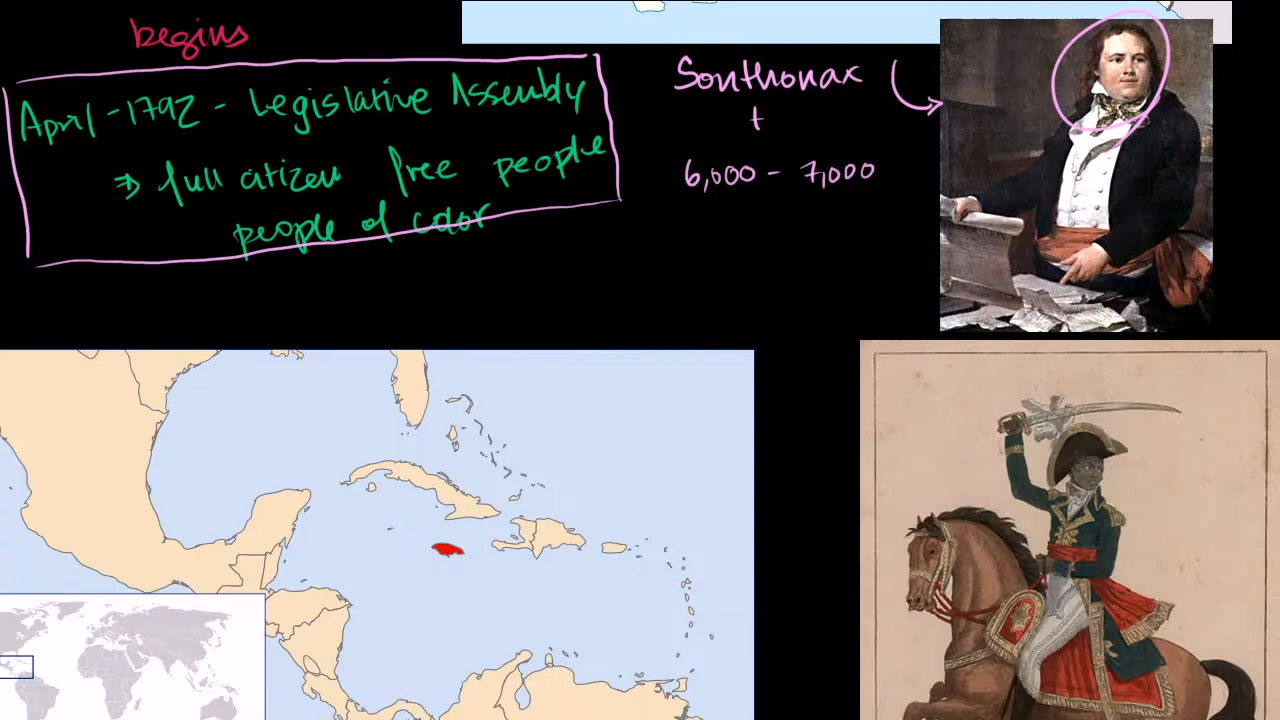 begins
April - 1792 - Legislative Assembly
⇒ full citizen free people
people of color
Sonthonax
+
6,000 - 7,000